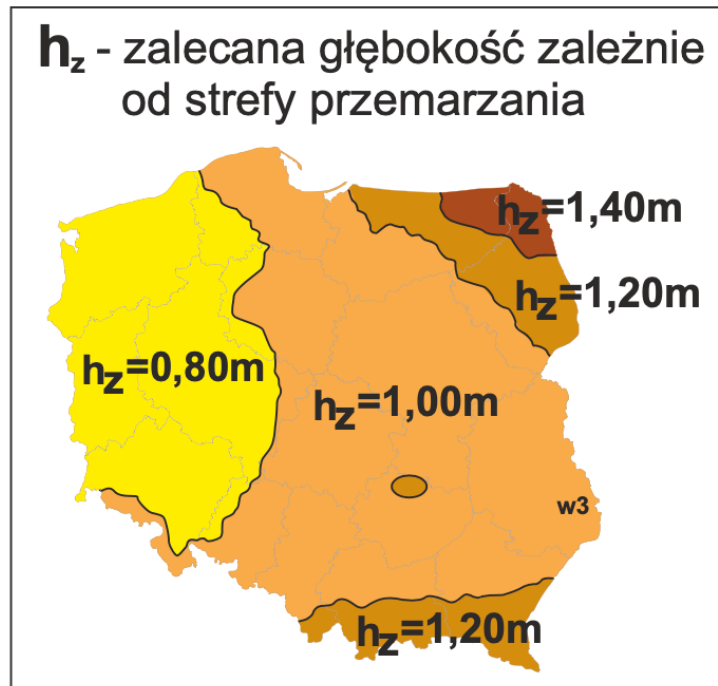 hz - zalecana głębokość zależnie
od strefy przemarzania
hz=1,40m
hz=1,20m
hz=0,80m
hz=1,00m
w3
hz=1,20m